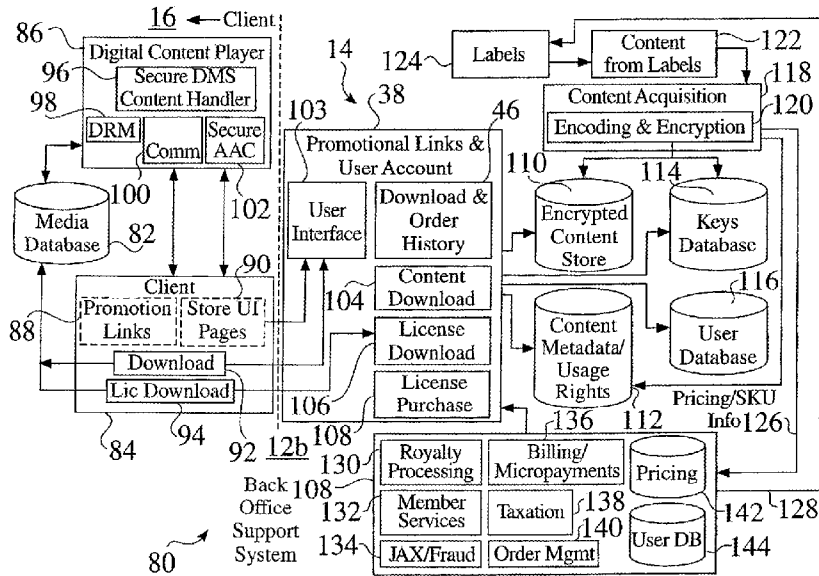 16
Client
86
Digital Content Player
96
Secure DMS
Content Handler
98
DRM
Comm
Secure
AAC
100
102
Media
Database
82
90
Client
88
Promotion
Links
Store UI
Pages
Download
Lic Download
84
94
92
12b
14
38
103
46
Promotional Links &
User Account
User
Interface
Download &
Order
History
104
Content
Download
106
License
Download
108
License
Purchase
124
Labels
Content
from Labels
122
Content Acquisition
118
Encoding & Encryption
120
110
Encrypted
Content
Store
114
Keys
Database
Content
Metadata/
Usage
Rights
112
116
User
Database
Pricing/SKU
Info
126
136
130
Royalty
Processing
Billing/
Micropayments
Pricing
142
128
108
Back
Office
Support
System
132
Member
Services
Taxation
138
140
134
JAX/Fraud
Order Mgmt
User DB
144
80